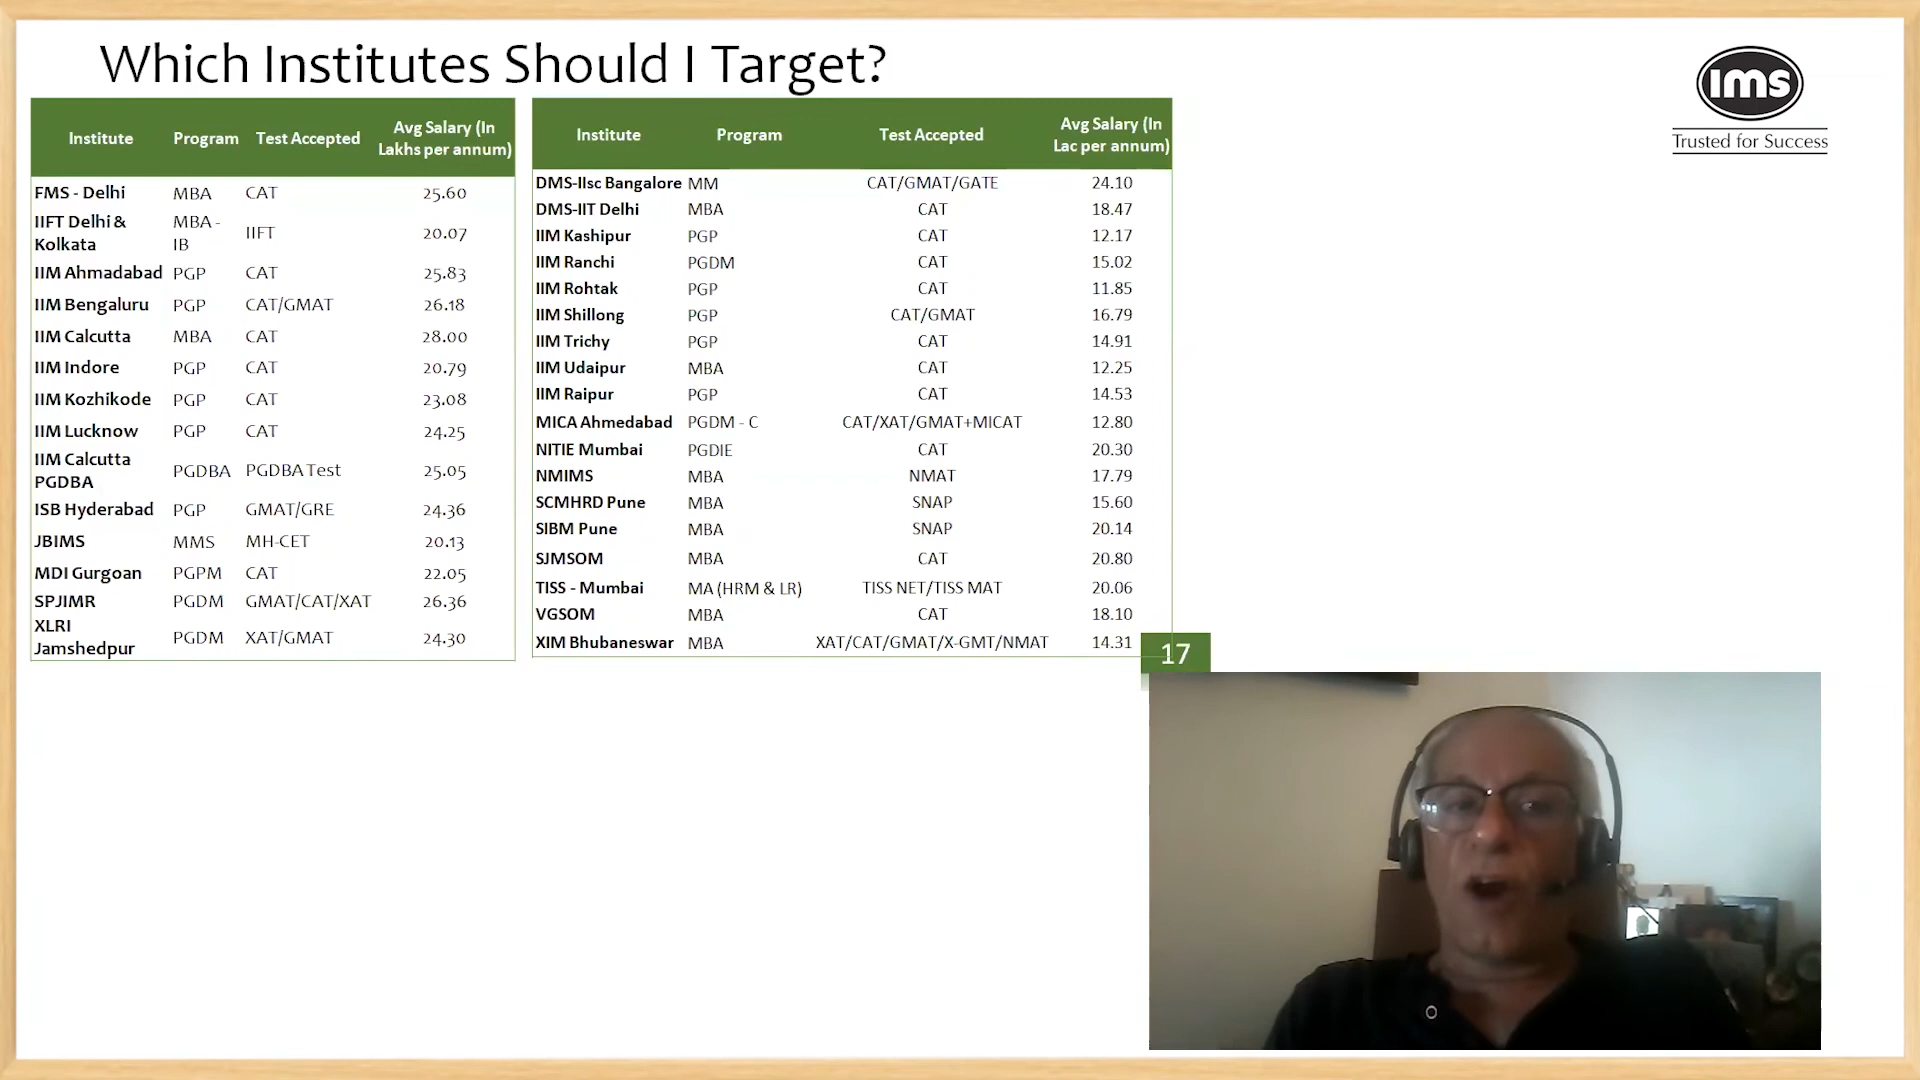 Which Institutes Should I Target?
ims
Trusted for Success
Institute Program Test Accepted Avg Salary (In Lakhs per annum)
FMS - Delhi MBA CAT 25.60
IIFT Delhi & Kolkata MBA - IB IIFT 20.07
IIM Ahmadabad PGP CAT 25.83
IIM Bengaluru PGP CAT/GMAT 26.18
IIM Calcutta MBA CAT 28.00
IIM Indore PGP CAT 20.79
IIM Kozhikode PGP CAT 23.08
IIM Lucknow PGP CAT 24.25
IIM Calcutta PGDBA PGDBA PGDBA Test 25.05
ISB Hyderabad PGP GMAT/GRE 24.36
JBIMS MMS MH-CET 20.13
MDI Gurgoan PGPM CAT 22.05
SPJIMR PGDM GMAT/CAT/XAT 26.36
XLRI Jamshedpur PGDM XAT/GMAT 24.30
Institute Program Test Accepted Avg Salary (In Lac per annum)
DMS-IIsc Bangalore MM CAT/GMAT/GATE 24.10
DMS-IIT Delhi MBA CAT 18.47
IIM Kashipur PGP CAT 12.17
IIM Ranchi PGDM CAT 15.02
IIM Rohtak PGP CAT 11.85
IIM Shillong PGP CAT/GMAT 16.79
IIM Trichy PGP CAT 14.91
IIM Udaipur MBA CAT 12.25
IIM Raipur PGP CAT 14.53
MICA Ahmedabad PGDM - C CAT/XAT/GMAT+MICAT 12.80
NITIE Mumbai PGDIE CAT 20.30
NMIMS MBA NMAT 17.79
SCMHRD Pune MBA SNAP 15.60
SIBM Pune MBA SNAP 20.14
SJMSOM MBA CAT 20.80
TISS - Mumbai MA (HRM & LR) TISS NET/TISS MAT 20.06
VGSOM MBA CAT 18.10
XIM Bhubaneswar MBA XAT/CAT/GMAT/X-GMT/NMAT 14.31
17